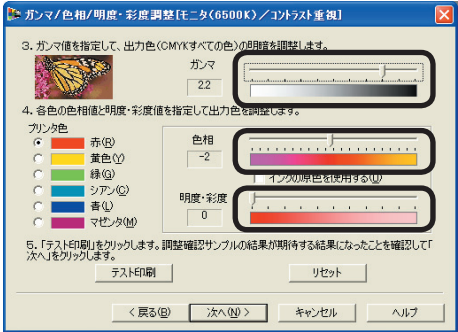 ガンマ/色相/明度・彩度調整[モニタ(6500K)/コントラスト重視]
3. ガンマ値を指定して、出力色(CMYKすべての色)の明暗を調整します。
ガンマ
2.2
4. 各色の色相値と明度・彩度値を指定して出力色を調整します。
プリンタ色
赤(R)
黄色(Y)
緑(G)
シアン(C)
青(L)
マゼンタ(M)
色相
-2
インクの原色を使用する(U)
明度・彩度
0
5. 「テスト印刷」をクリックします。調整確認サンプルの結果が期待する結果になったことを確認して「
次へ」をクリックします。
テスト印刷
リセット
< 戻る(B)
次へ(N) >
キャンセル
ヘルプ